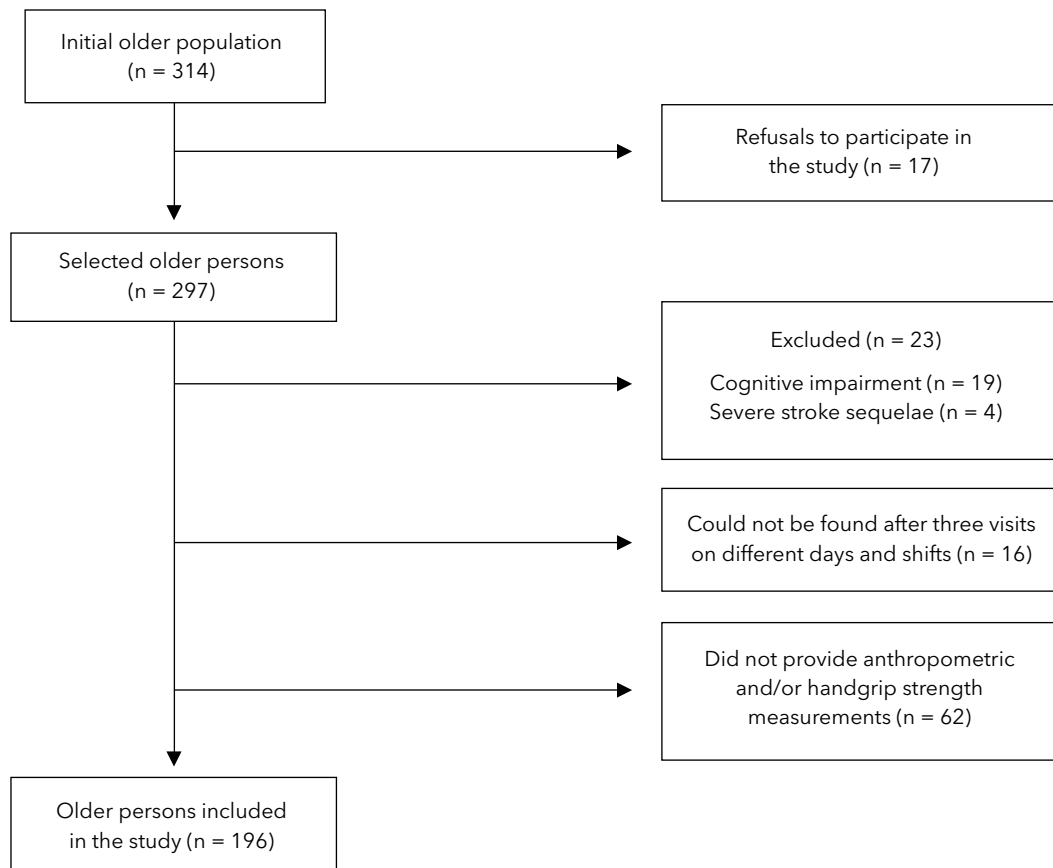 Initial older population
(n = 314)
Refusals to participate in
the study (n = 17)
Selected older persons
(n = 297)
Excluded (n = 23)
Cognitive impairment (n = 19)
Severe stroke sequelae (n = 4)
Could not be found after three visits
on different days and shifts (n = 16)
Did not provide anthropometric
and/or handgrip strength
measurements (n = 62)
Older persons included
in the study (n = 196)